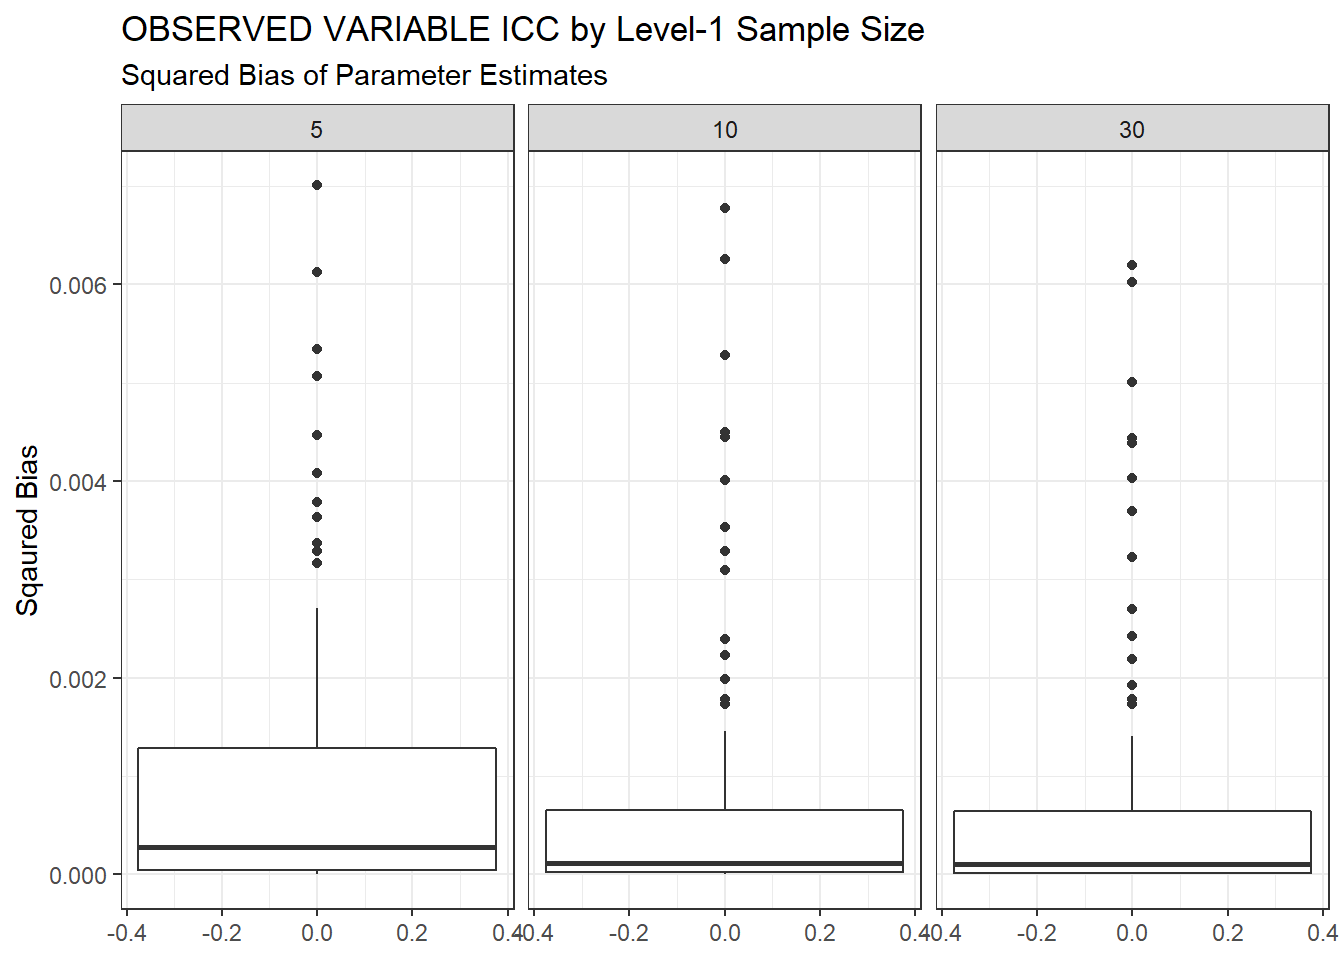 OBSERVED VARIABLE ICC by Level-1 Sample Size
Squared Bias of Parameter Estimates
5 10 30
Sqaured Bias
0.006
0.004
0.002
0.000
-0.4 -0.2 0.0 0.2 0.4 -0.4 -0.2 0.0 0.2 0.4 -0.4 -0.2 0.0 0.2 0.4